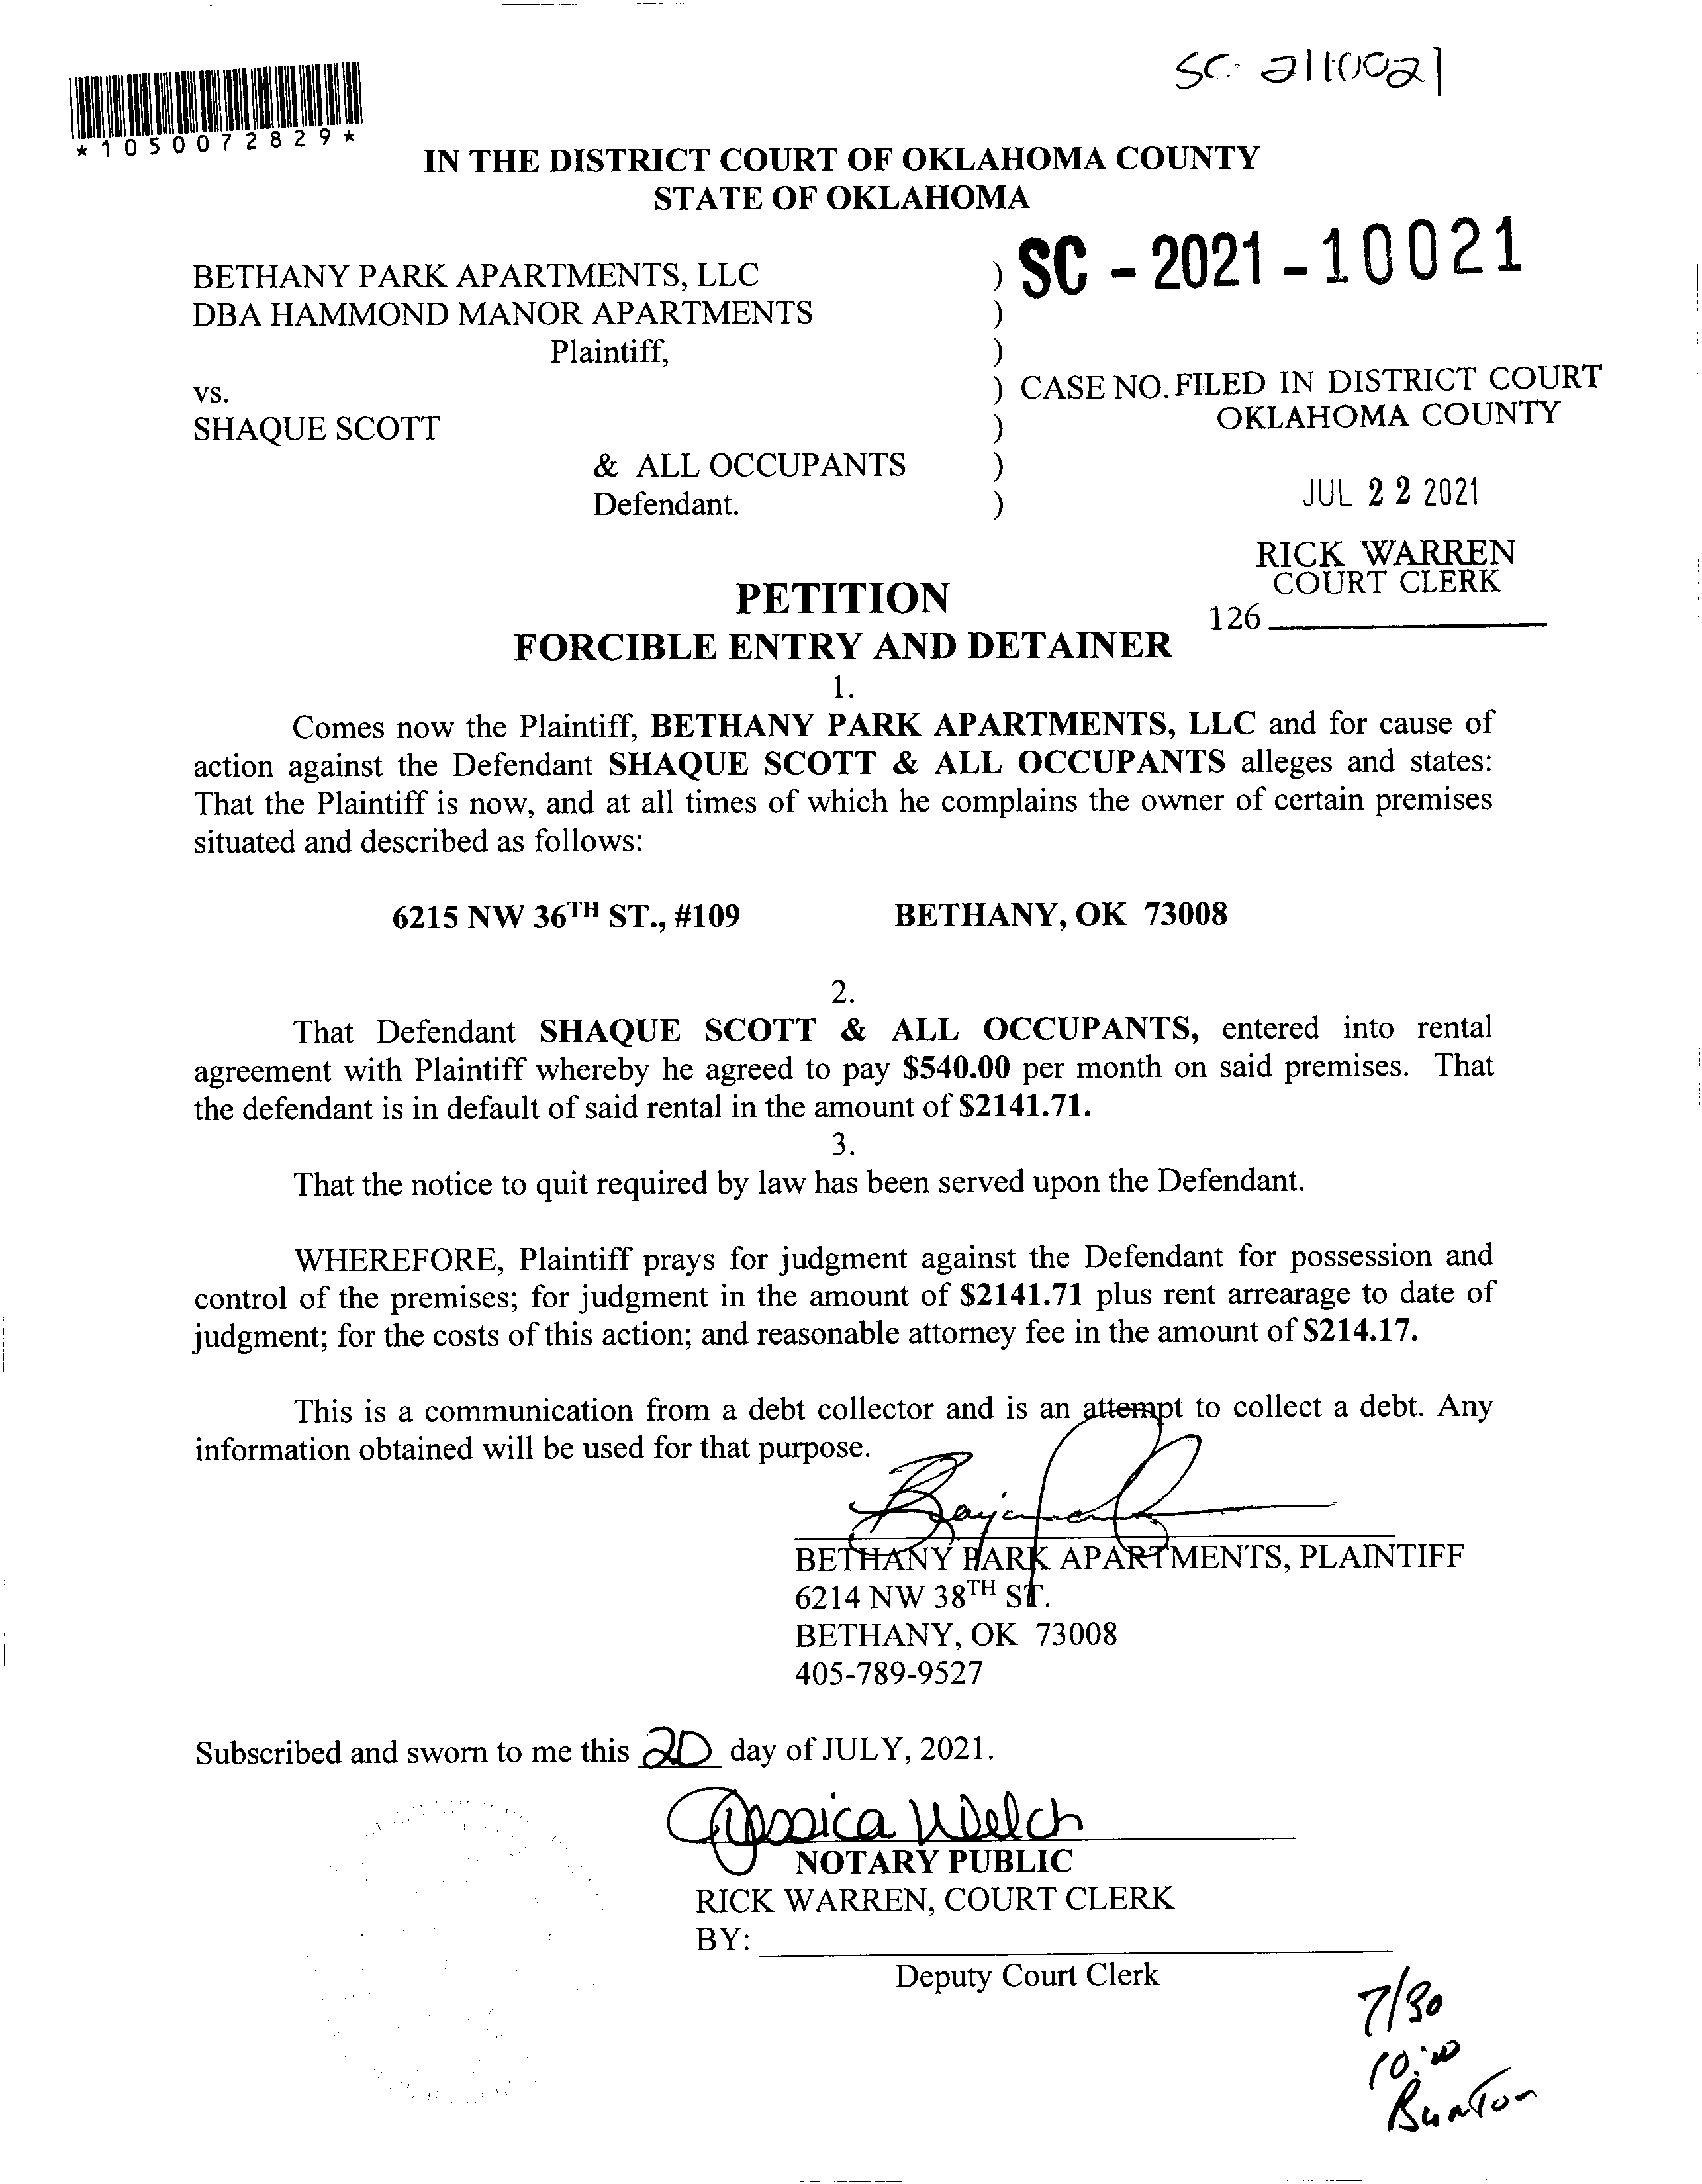 SC 2110021
*1050072829*
IN THE DISTRICT COURT OF OKLAHOMA COUNTY
STATE OF OKLAHOMA
SC - 2021 - 10021
BETHANY PARK APARTMENTS, LLC )
DBA HAMMOND MANOR APARTMENTS )
Plaintiff, )
vs. ) CASE NO. FILED IN DISTRICT COURT
OKLAHOMA COUNTY
SHAQUE SCOTT )
& ALL OCCUPANTS )
Defendant. )
JUL 22 2021
RICK WARREN
COURT CLERK
126
PETITION
FORCIBLE ENTRY AND DETAINER
1.
Comes now the Plaintiff, BETHANY PARK APARTMENTS, LLC and for cause of
action against the Defendant SHAQUE SCOTT & ALL OCCUPANTS alleges and states:
That the Plaintiff is now, and at all times of which he complains the owner of certain premises
situated and described as follows:
6215 NW 36TH ST., #109 BETHANY, OK 73008
2.
That Defendant SHAQUE SCOTT & ALL OCCUPANTS, entered into rental
agreement with Plaintiff whereby he agreed to pay $540.00 per month on said premises. That
the defendant is in default of said rental in the amount of $2141.71.
3.
That the notice to quit required by law has been served upon the Defendant.
WHEREFORE, Plaintiff prays for judgment against the Defendant for possession and
control of the premises; for judgment in the amount of $2141.71 plus rent arrearage to date of
judgment; for the costs of this action; and reasonable attorney fee in the amount of $214.17.
This is a communication from a debt collector and is an attempt to collect a debt. Any
information obtained will be used for that purpose.
BETHANY PARK APARTMENTS, PLAINTIFF
6214 NW 38TH ST.
BETHANY, OK 73008
405-789-9527
Subscribed and sworn to me this 20 day of JULY, 2021.
Jessica Welch
NOTARY PUBLIC
RICK WARREN, COURT CLERK
BY:
Deputy Court Clerk
7/30
10:00
Bunton